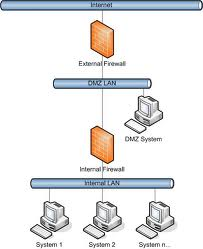 Internet
External Firewall
DMZ LAN
DMZ System
Internal Firewall
Internal LAN
System 1
System 2
System n...